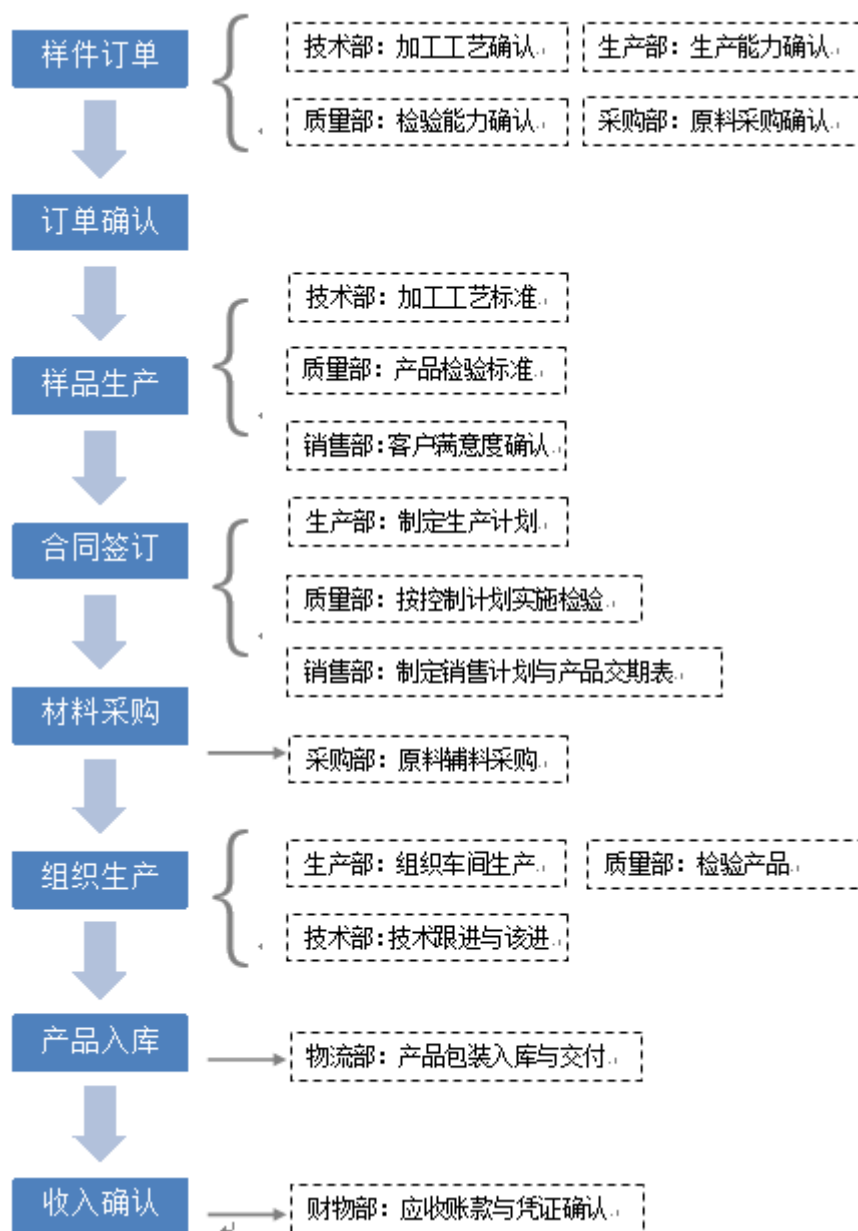 样件订单
技术部：加工工艺确认
生产部：生产能力确认
质量部：检验能力确认
采购部：原料采购确认
订单确认
技术部：加工工艺标准
样品生产
质量部：产品检验标准
销售部：客户满意度确认
生产部：制定生产计划
合同签订
质量部：按控制计划实施检验
销售部：制定销售计划与产品交期表
材料采购
采购部：原料辅料采购
组织生产
生产部：组织车间生产
质量部：检验产品
技术部：技术跟进与该进
产品入库
物流部：产品包装入库与交付
收入确认
财物部：应收账款与凭证确认